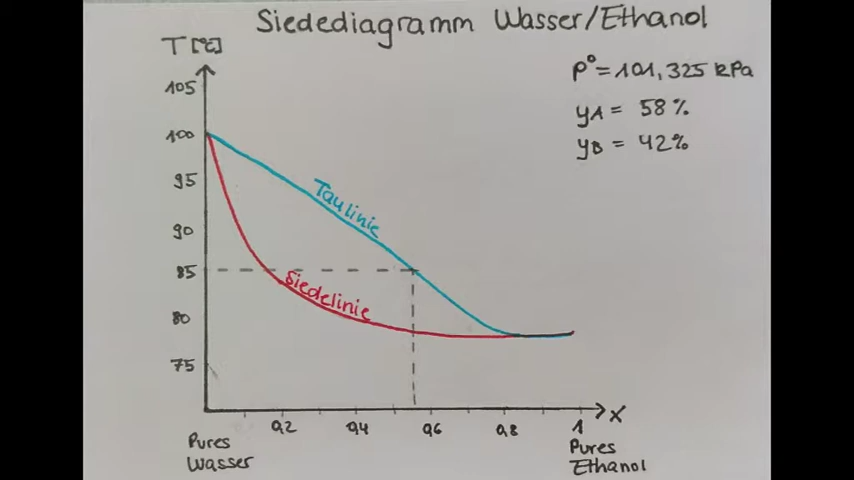 Siedediagramm Wasser/Ethanol
T [°C]
P° = 101,325 kPa
105
yA = 58%
100
yB = 42%
95
Taulinie
90
85
Siedelinie
80
75
0,2 0,4 0,6 0,8 1 X
Pures
Wasser
Pures
Ethanol